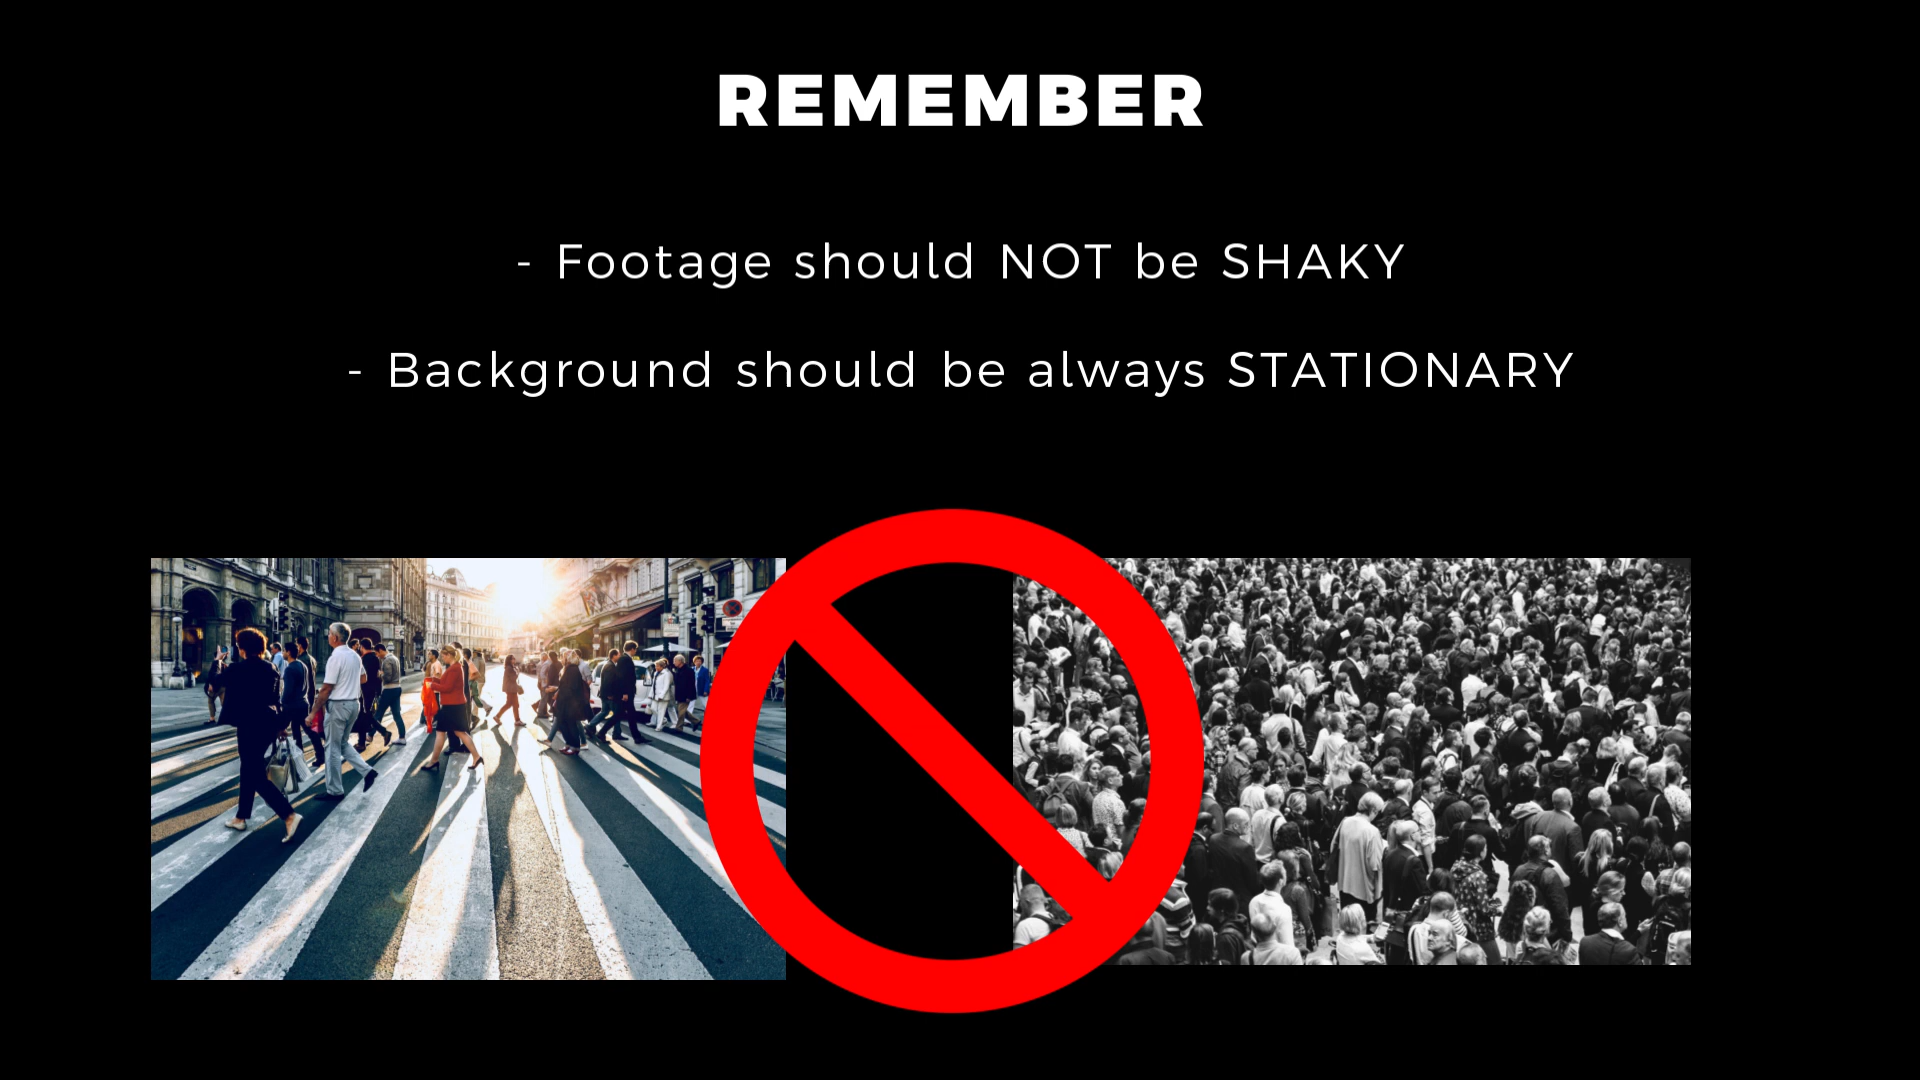 REMEMBER
- Footage should NOT be SHAKY
- Background should be always STATIONARY